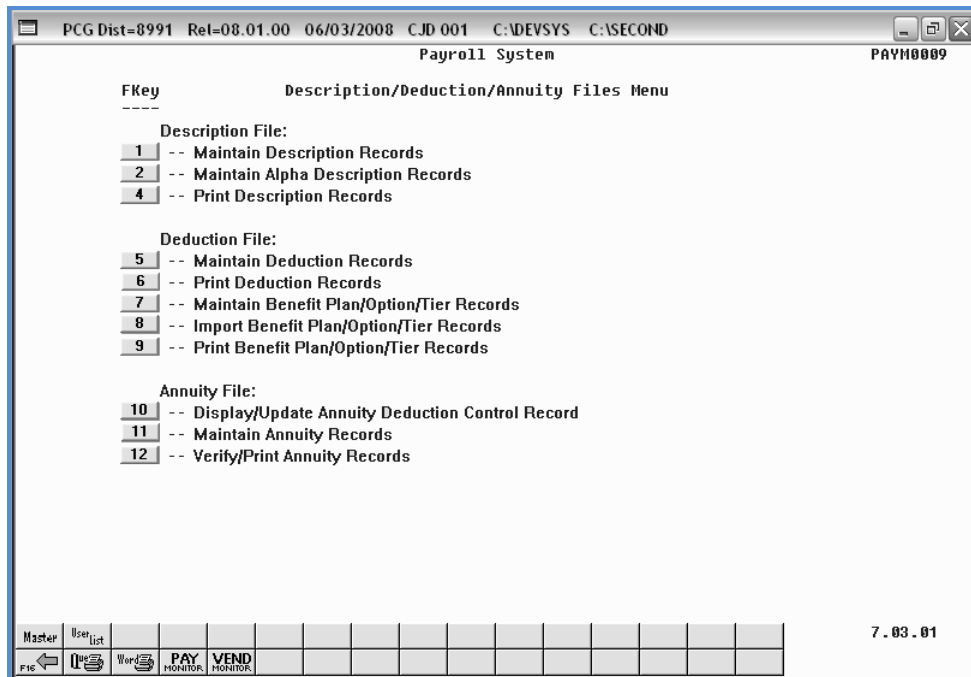 PCG Dist=8991 Rel=08.01.00 06/03/2008 CJD 001 C:\DEVSYS C:\SECOND
Payroll System PAYM0009
FKey Description/Deduction/Annuity Files Menu
----
Description File:
1 -- Maintain Description Records
2 -- Maintain Alpha Description Records
4 -- Print Description Records
Deduction File:
5 -- Maintain Deduction Records
6 -- Print Deduction Records
7 -- Maintain Benefit Plan/Option/Tier Records
8 -- Import Benefit Plan/Option/Tier Records
9 -- Print Benefit Plan/Option/Tier Records
Annuity File:
10 -- Display/Update Annuity Deduction Control Record
11 -- Maintain Annuity Records
12 -- Verify/Print Annuity Records
Master User List 7.03.01
F16 Que Word PAY MONITOR VEND MONITOR